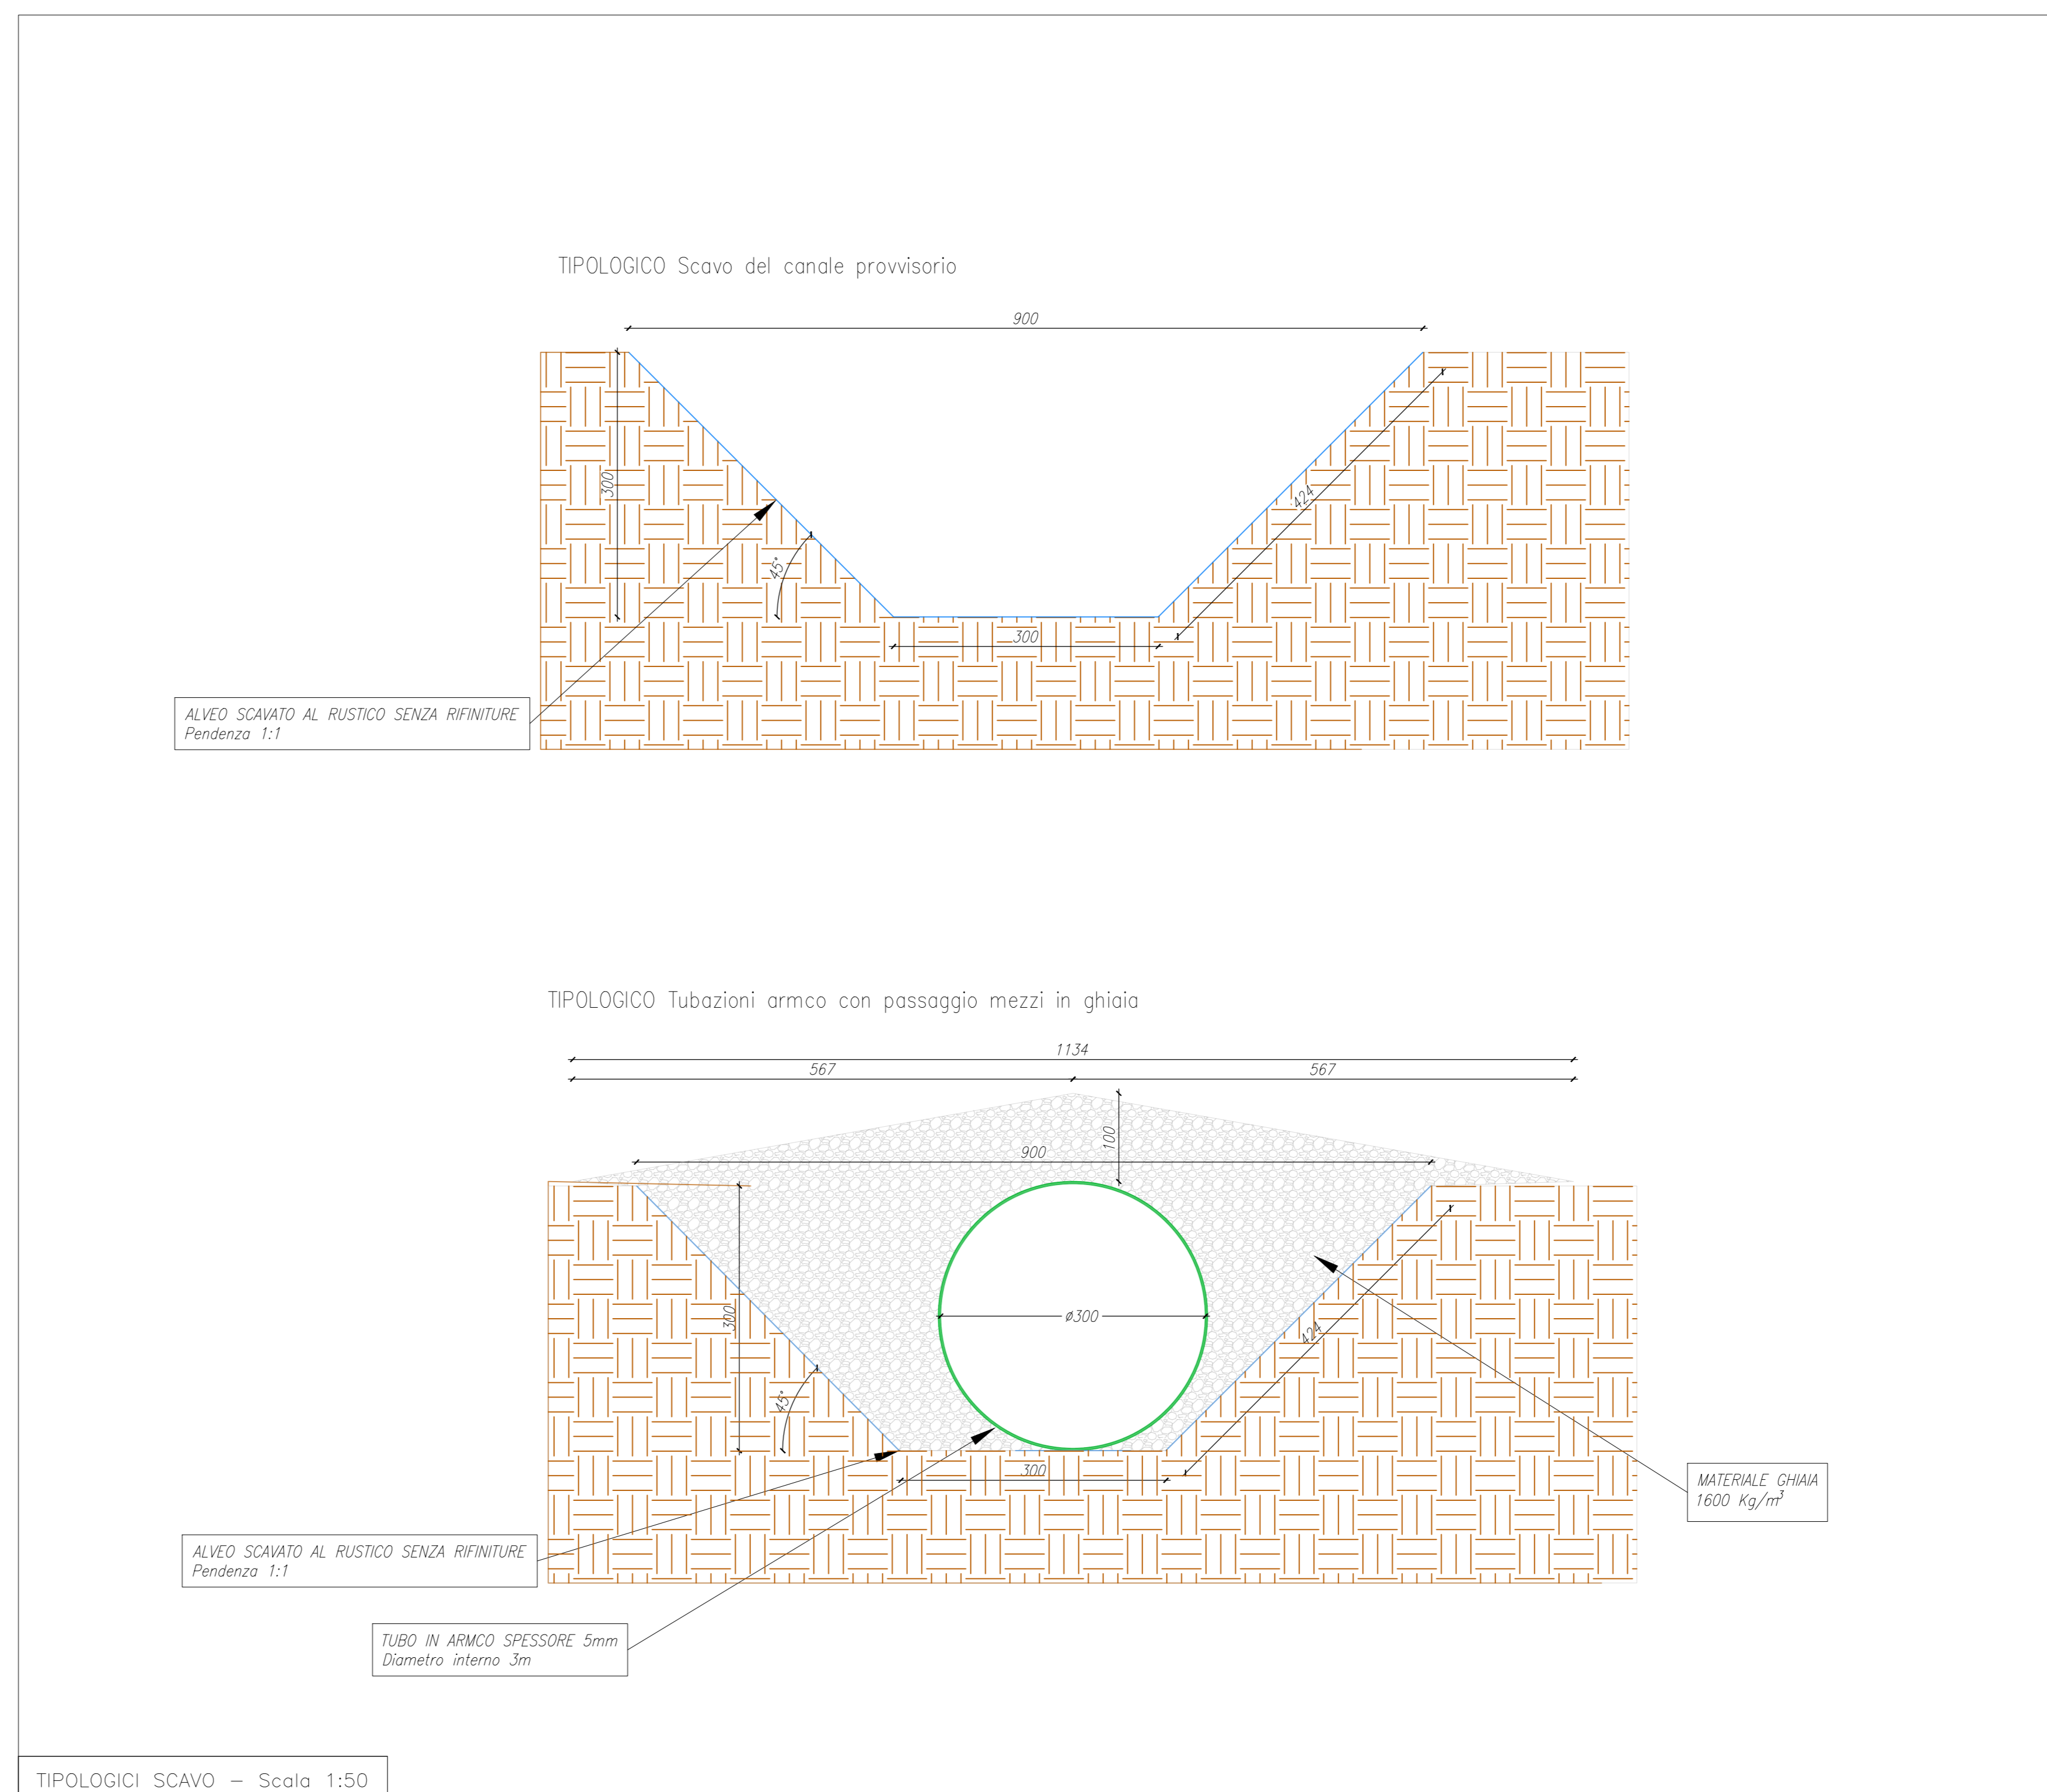 TIPOLOGICO Scavo del canale provvisorio
900
300
424
45°
300
ALVEO SCAVATO AL RUSTICO SENZA RIFINITURE
Pendenza 1:1
TIPOLOGICO Tubazioni armco con passaggio mezzi in ghiaia
1134
567 567
100
900
300
Ø300
424
45°
300
MATERIALE GHIAIA
1600 Kg/m³
ALVEO SCAVATO AL RUSTICO SENZA RIFINITURE
Pendenza 1:1
TUBO IN ARMCO SPESSORE 5mm
Diametro interno 3m
TIPOLOGICI SCAVO – Scala 1:50